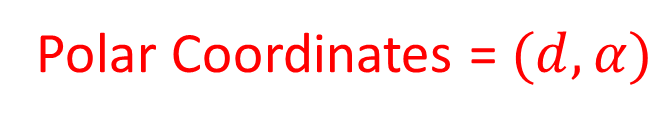 Polar Coordinates = (d, α)